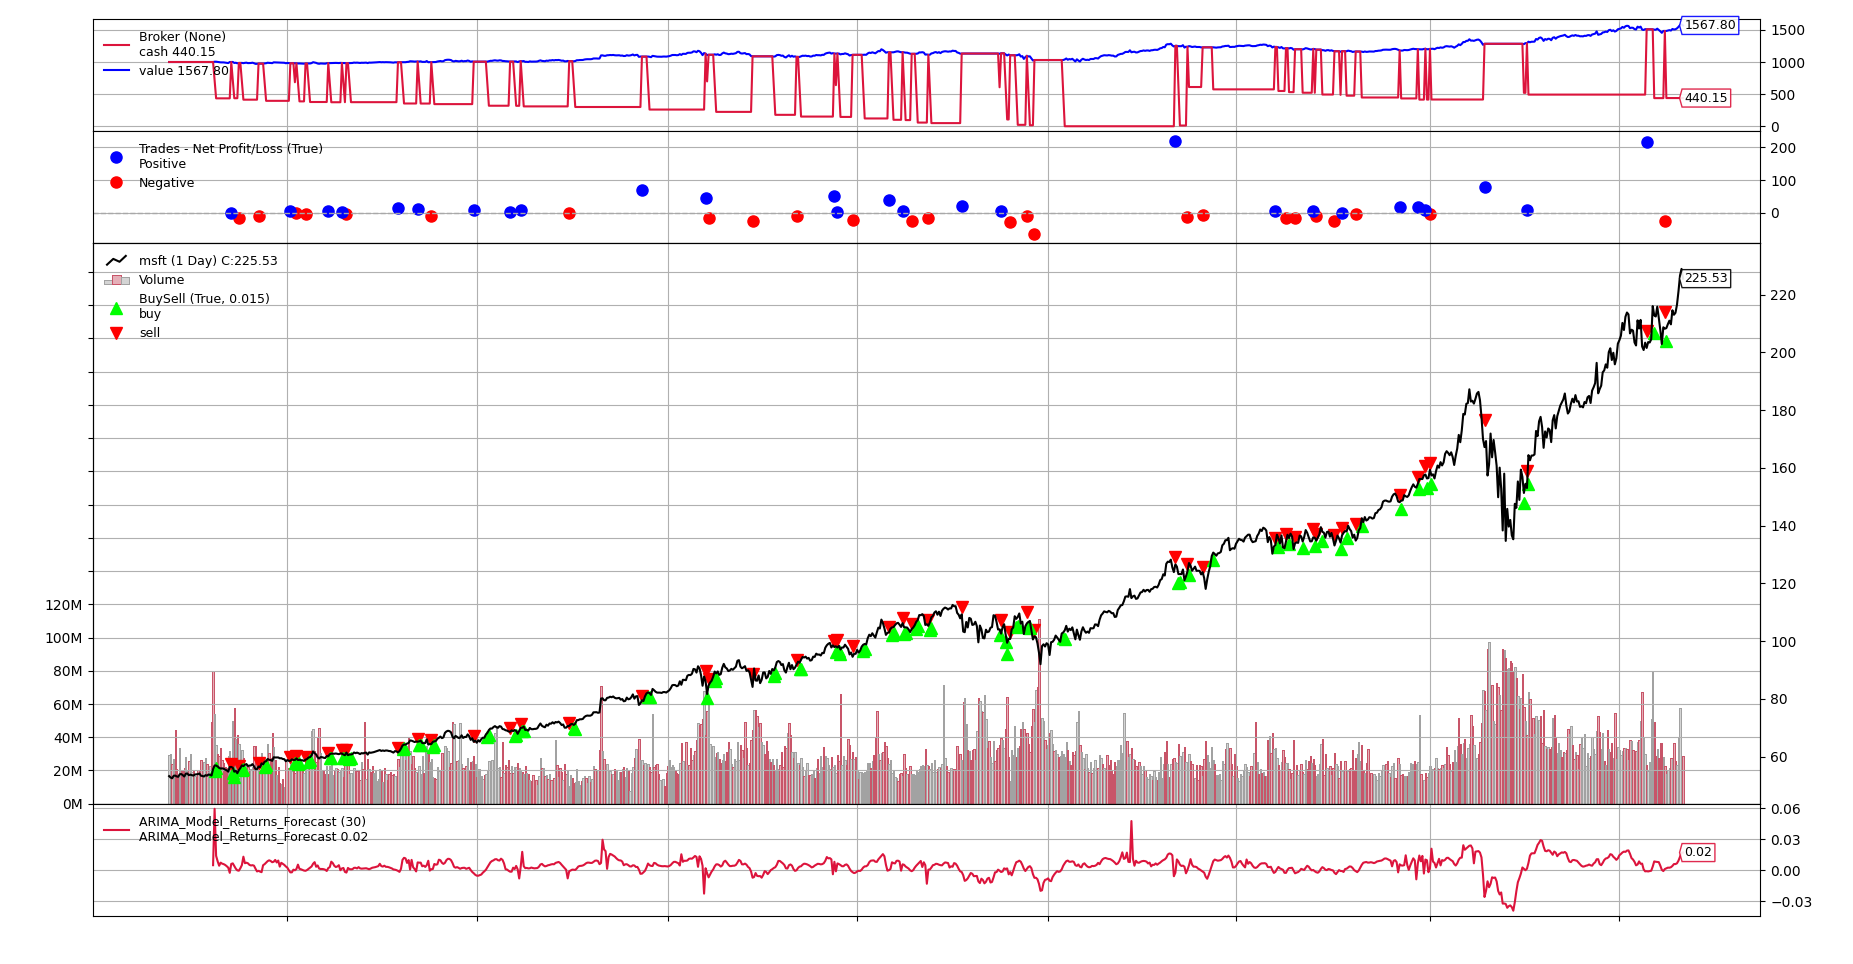 Broker (None)
cash 440.15
value 1567.80
1567.80
440.15
1500
1000
500
0
Trades - Net Profit/Loss (True)
Positive
Negative
200
100
0
msft (1 Day) C:225.53
Volume
BuySell (True, 0.015)
buy
sell
225.53
220
200
180
160
140
120
100
80
60
120M
100M
80M
60M
40M
20M
0M
ARIMA_Model_Returns_Forecast (30)
ARIMA_Model_Returns_Forecast 0.02
0.02
0.06
0.03
0.00
−0.03